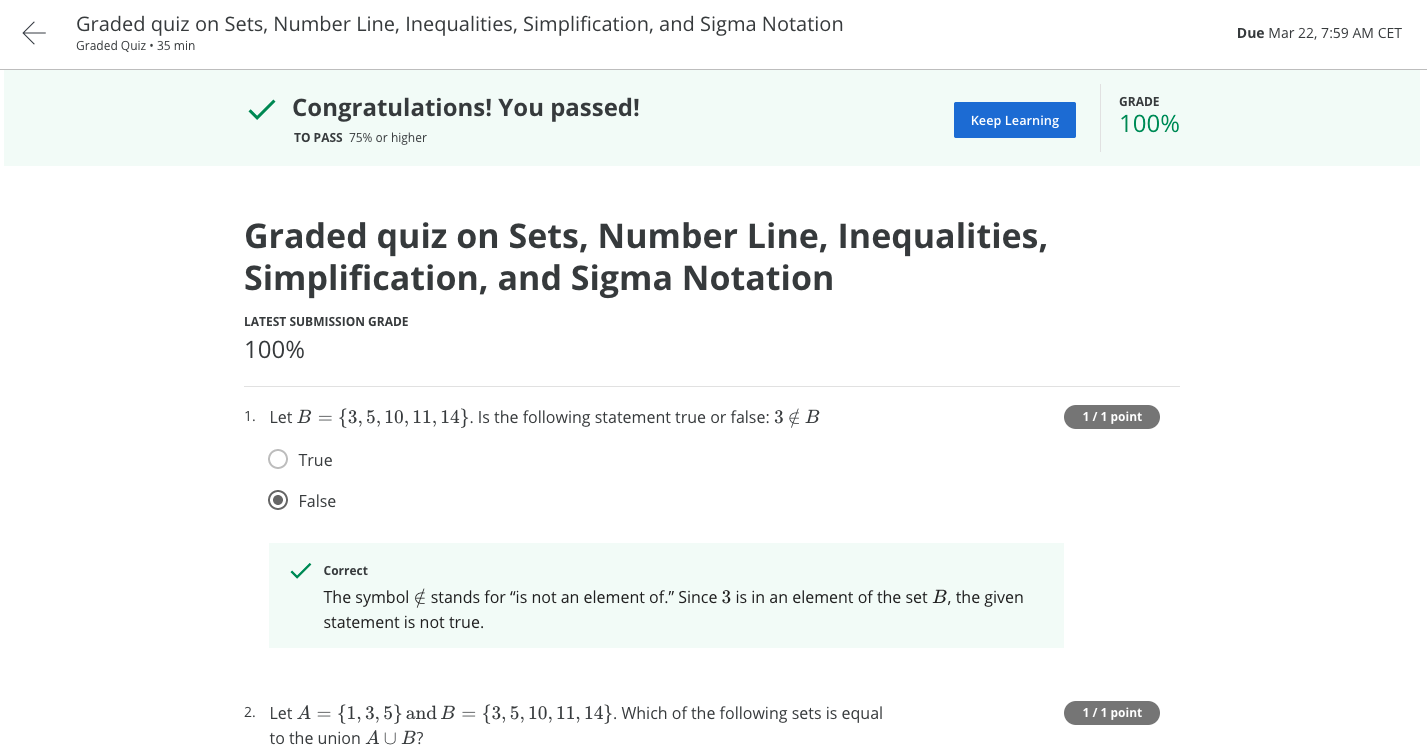 Graded quiz on Sets, Number Line, Inequalities, Simplification, and Sigma Notation
Graded Quiz • 35 min
Due Mar 22, 7:59 AM CET
Congratulations! You passed!
TO PASS 75% or higher
Keep Learning
GRADE
100%
Graded quiz on Sets, Number Line, Inequalities,
Simplification, and Sigma Notation
LATEST SUBMISSION GRADE
100%
1. Let B = {3, 5, 10, 11, 14}. Is the following statement true or false: 3 ∉ B
1 / 1 point
True
False
Correct
The symbol ∉ stands for “is not an element of.” Since 3 is in an element of the set B, the given
statement is not true.
2. Let A = {1, 3, 5} and B = {3, 5, 10, 11, 14}. Which of the following sets is equal
to the union A ∪ B?
1 / 1 point